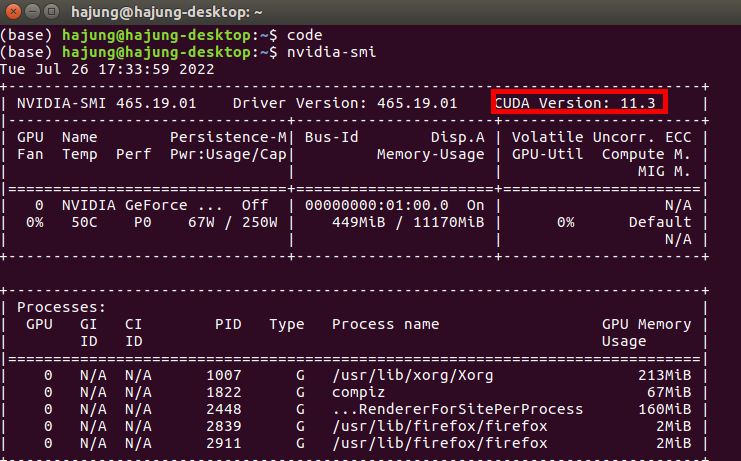 hajung@hajung-desktop: ~
(base) hajung@hajung-desktop:~$ code
(base) hajung@hajung-desktop:~$ nvidia-smi
Tue Jul 26 17:33:59 2022
+-----------------------------------------------------------------------------+
| NVIDIA-SMI 465.19.01    Driver Version: 465.19.01    CUDA Version: 11.3     |
|-------------------------------+----------------------+----------------------+
| GPU  Name        Persistence-M| Bus-Id        Disp.A | Volatile Uncorr. ECC |
| Fan  Temp  Perf  Pwr:Usage/Cap|         Memory-Usage | GPU-Util  Compute M. |
|                               |                      |               MIG M. |
|===============================+======================+======================|
|   0  NVIDIA GeForce ...  Off  | 00000000:01:00.0  On |                  N/A |
|  0%   50C    P0    67W / 250W |    449MiB / 11170MiB |      0%      Default |
|                               |                      |                  N/A |
+-------------------------------+----------------------+----------------------+
+-----------------------------------------------------------------------------+
| Processes:                                                                  |
|  GPU   GI   CI        PID   Type   Process name                  GPU Memory |
|        ID   ID                                                   Usage      |
|=============================================================================|
|    0   N/A  N/A      1007      G   /usr/lib/xorg/Xorg                213MiB |
|    0   N/A  N/A      1822      G   compiz                             67MiB |
|    0   N/A  N/A      2448      G   ...RendererForSitePerProcess      160MiB |
|    0   N/A  N/A      2839      G   /usr/lib/firefox/firefox            2MiB |
|    0   N/A  N/A      2911      G   /usr/lib/firefox/firefox            2MiB |
+-----------------------------------------------------------------------------+